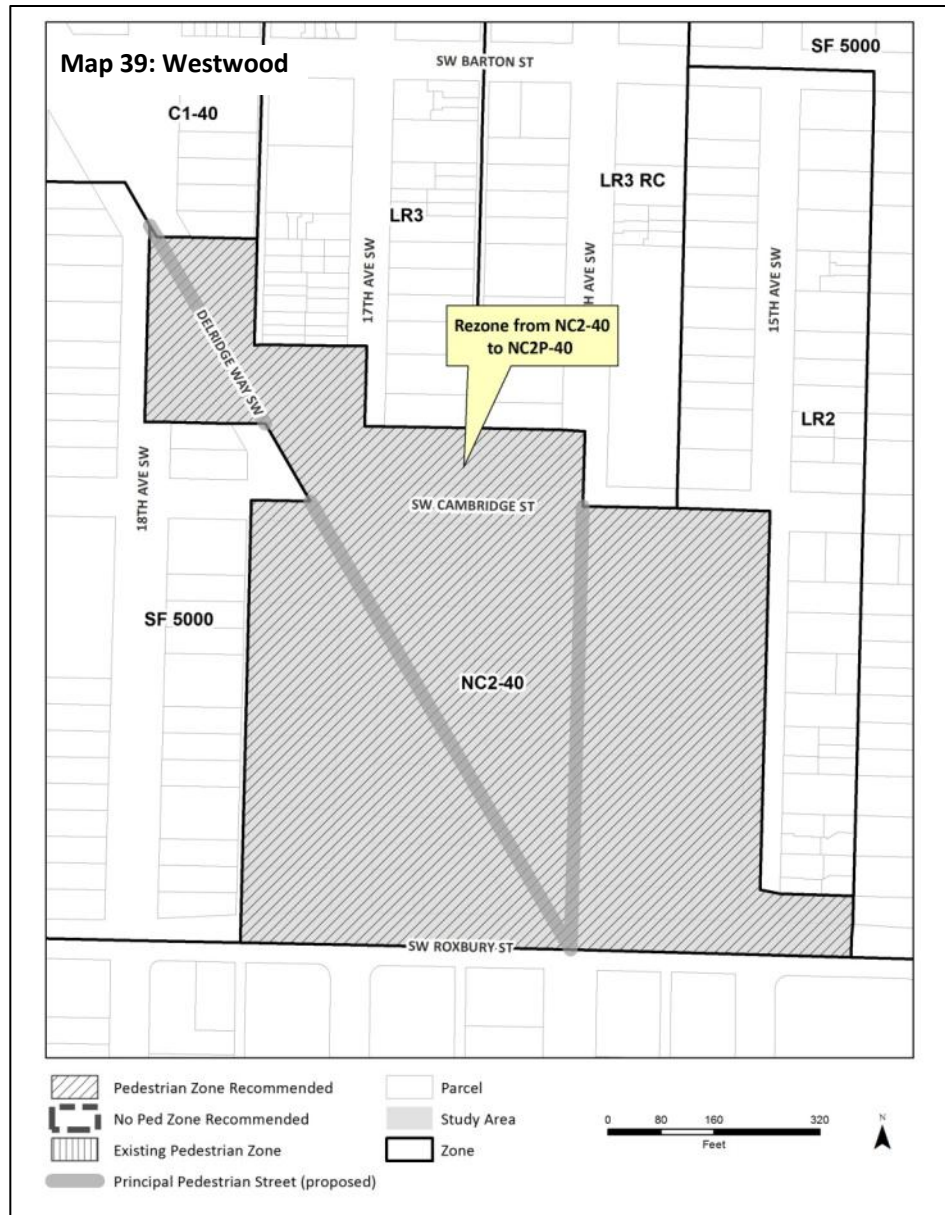 Map 39: Westwood
SW BARTON ST
SF 5000
C1-40
LR3 RC
LR3
17TH AVE SW
H AVE SW
15TH AVE SW
Rezone from NC2-40
to NC2P-40
DELRIDGE WAY SW
LR2
18TH AVE SW
SW CAMBRIDGE ST
SF 5000
NC2-40
SW ROXBURY ST
Pedestrian Zone Recommended
No Ped Zone Recommended
Existing Pedestrian Zone
Principal Pedestrian Street (proposed)
Parcel
Study Area
Zone
0 80 160 320
Feet
N